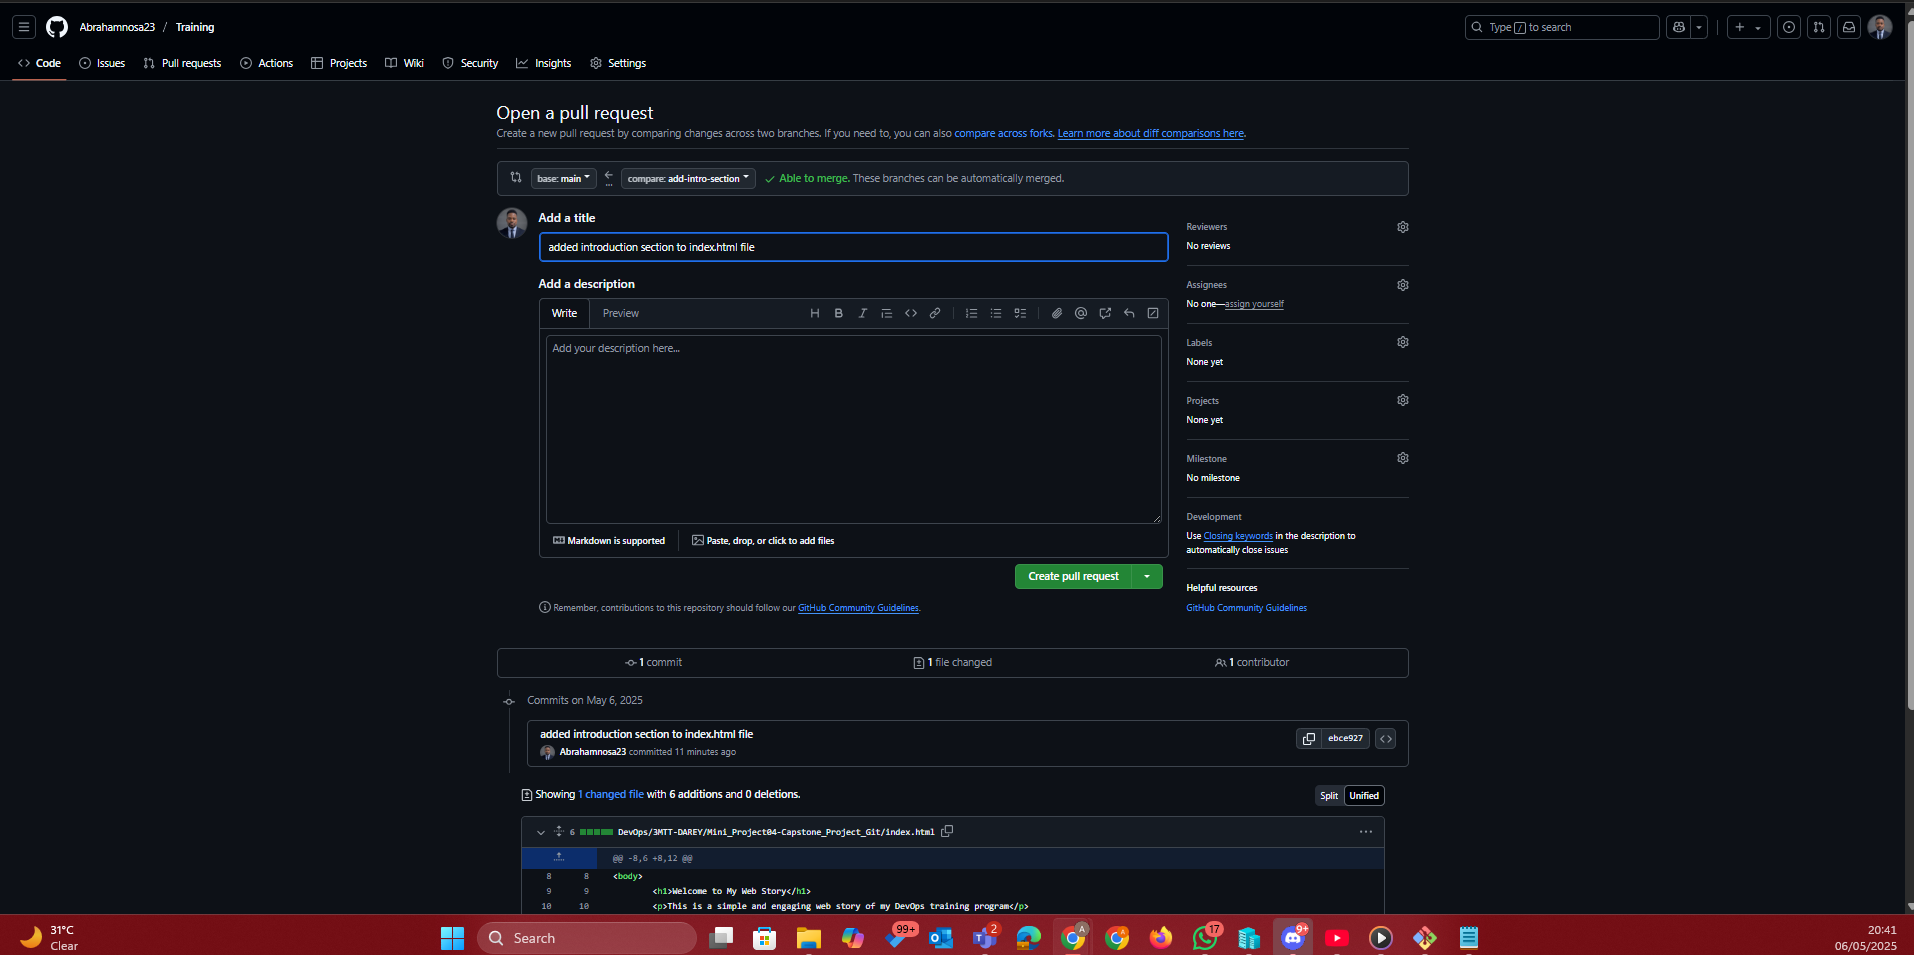 Abrahamnosa23 / Training
Type / to search
Code Issues Pull requests Actions Projects Wiki Security Insights Settings
Open a pull request
Create a new pull request by comparing changes across two branches. If you need to, you can also compare across forks. Learn more about diff comparisons here.
base: main compare: add-intro-section Able to merge. These branches can be automatically merged.
Add a title
added introduction section to index.html file
Add a description
Write Preview
Add your description here...
Markdown is supported Paste, drop, or click to add files
Create pull request
Remember, contributions to this repository should follow our GitHub Community Guidelines.
Reviewers
No reviews
Assignees
No one—assign yourself
Labels
None yet
Projects
None yet
Milestone
No milestone
Development
Use Closing keywords in the description to
automatically close issues
Helpful resources
GitHub Community Guidelines
1 commit 1 file changed 1 contributor
Commits on May 6, 2025
added introduction section to index.html file
Abrahamnosa23 committed 11 minutes ago
ebce927
Showing 1 changed file with 6 additions and 0 deletions.
Split Unified
6 DevOps/3MTT-DAREY/Mini_Project04-Capstone_Project_Git/index.html
@@ -8,6 +8,12 @@
8 8 <body>
9 9 <h1>Welcome to My Web Story</h1>
10 10 <p>This is a simple and engaging web story of my DevOps training program</p>
31°C
Clear
Search
99+
2
A
17
9+
20:41
06/05/2025